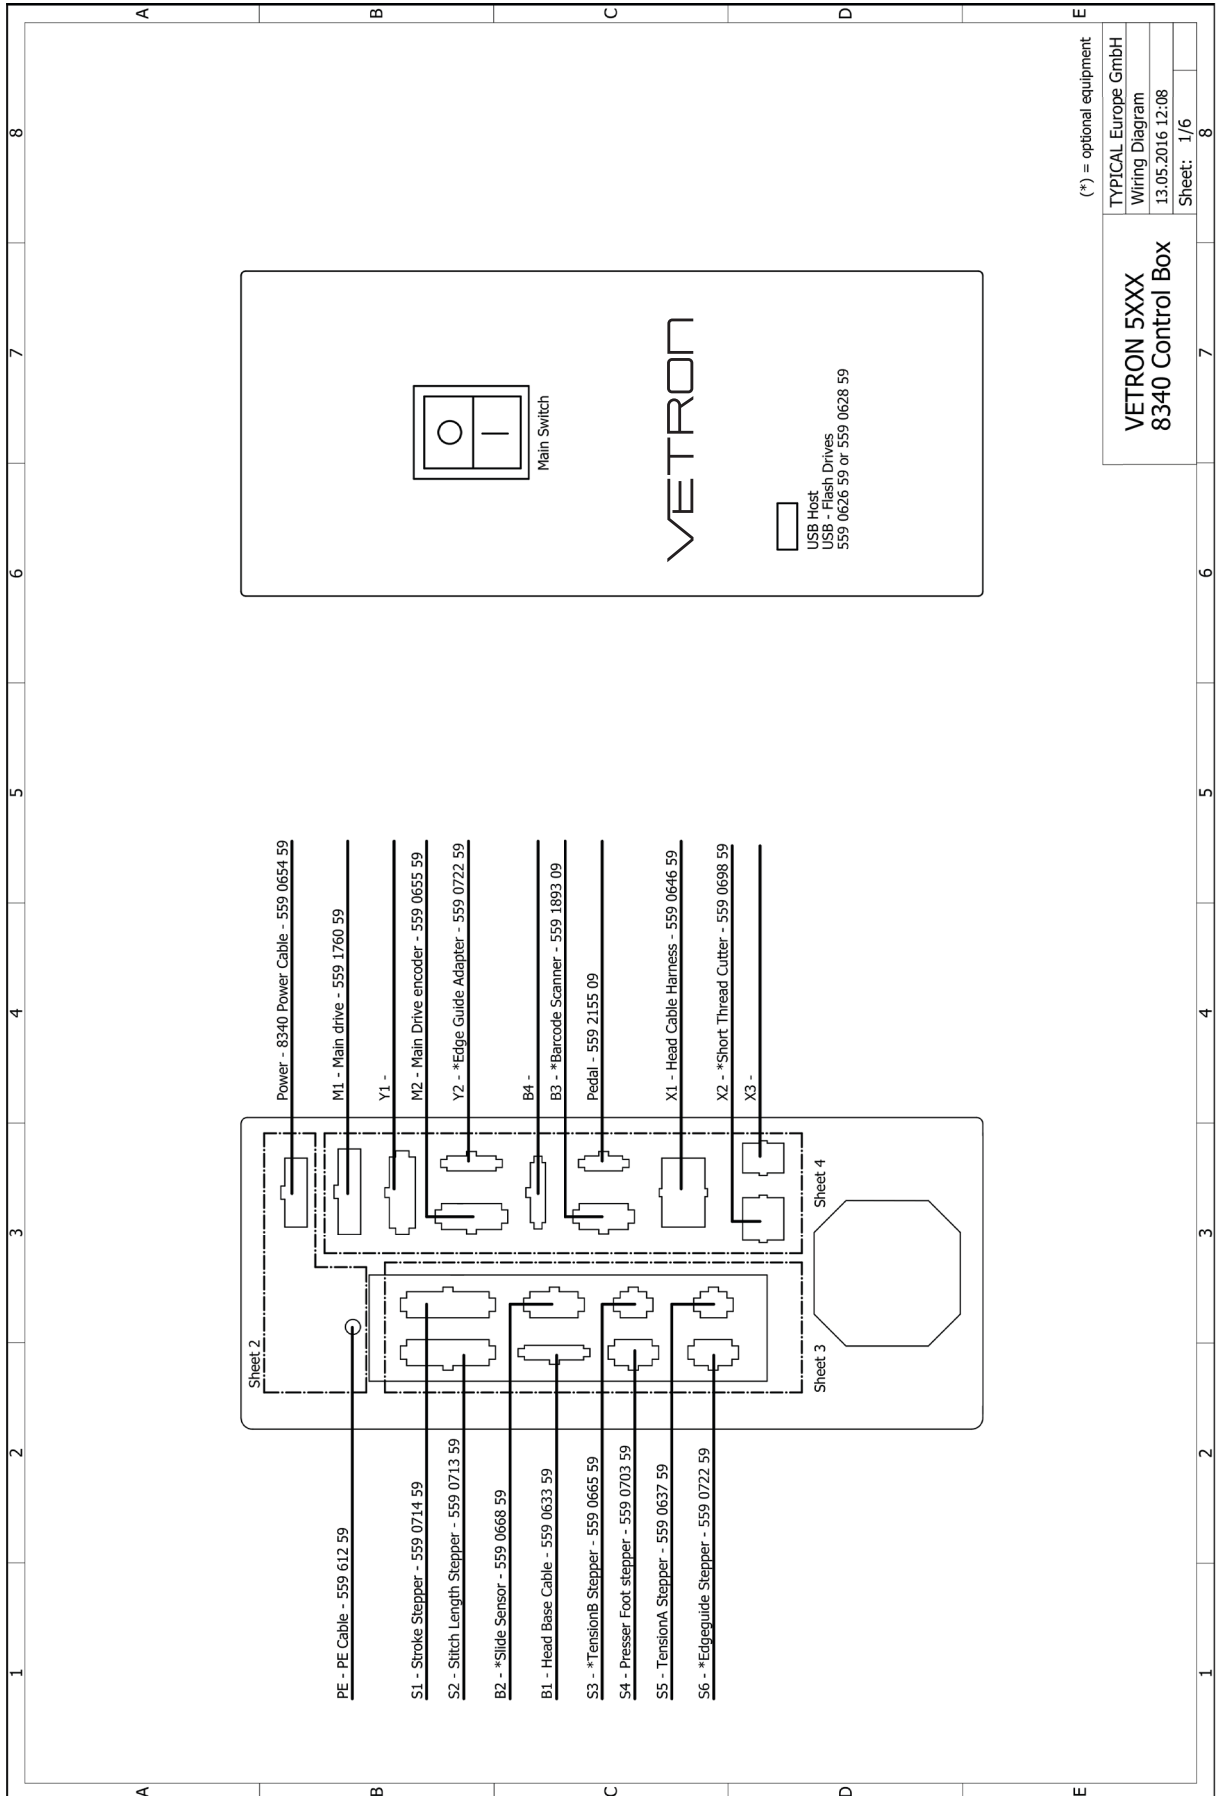 A
B
C
D
E
1
2
3
4
5
6
7
8
PE - PE Cable - 559 612 59
S1 - Stroke Stepper - 559 0714 59
S2 - Stitch Length Stepper - 559 0713 59
B2 - *Slide Sensor - 559 0668 59
B1 - Head Base Cable - 559 0633 59
S3 - *TensionB Stepper - 559 0665 59
S4 - Presser Foot stepper - 559 0703 59
S5 - TensionA Stepper - 559 0637 59
S6 - *Edgeguide Stepper - 559 0722 59
Sheet 2
Sheet 3
Sheet 4
Power - 8340 Power Cable - 559 0654 59
M1 - Main drive - 559 1760 59
Y1 -
M2 - Main Drive encoder - 559 0655 59
Y2 - *Edge Guide Adapter - 559 0722 59
B4 -
B3 - *Barcode Scanner - 559 1893 09
Pedal - 559 2155 09
X1 - Head Cable Harness - 559 0646 59
X2 - *Short Thread Cutter - 559 0698 59
X3 -
Main Switch
VETRON
USB Host
USB - Flash Drives
559 0626 59 or 559 0628 59
(*) = optional equipment
VETRON 5XXX
8340 Control Box
TYPICAL Europe GmbH
Wiring Diagram
13.05.2016 12:08
Sheet: 1/6
1
2
3
4
5
6
7
8
A
B
C
D
E